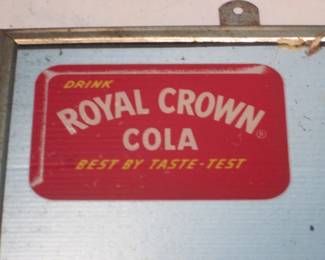 DRINK
ROYAL CROWN®
COLA
BEST BY TASTE-TEST